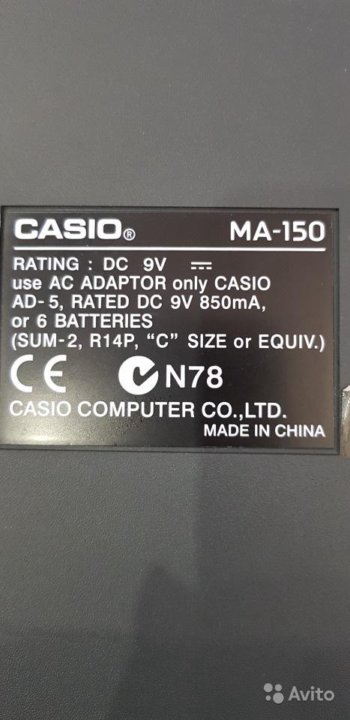 CASIO® MA-150
RATING : DC 9V ⎓
use AC ADAPTOR only CASIO
AD-5, RATED DC 9V 850mA,
or 6 BATTERIES
(SUM-2, R14P, “C” SIZE or EQUIV.)
CE N78
CASIO COMPUTER CO.,LTD.
MADE IN CHINA
Avito